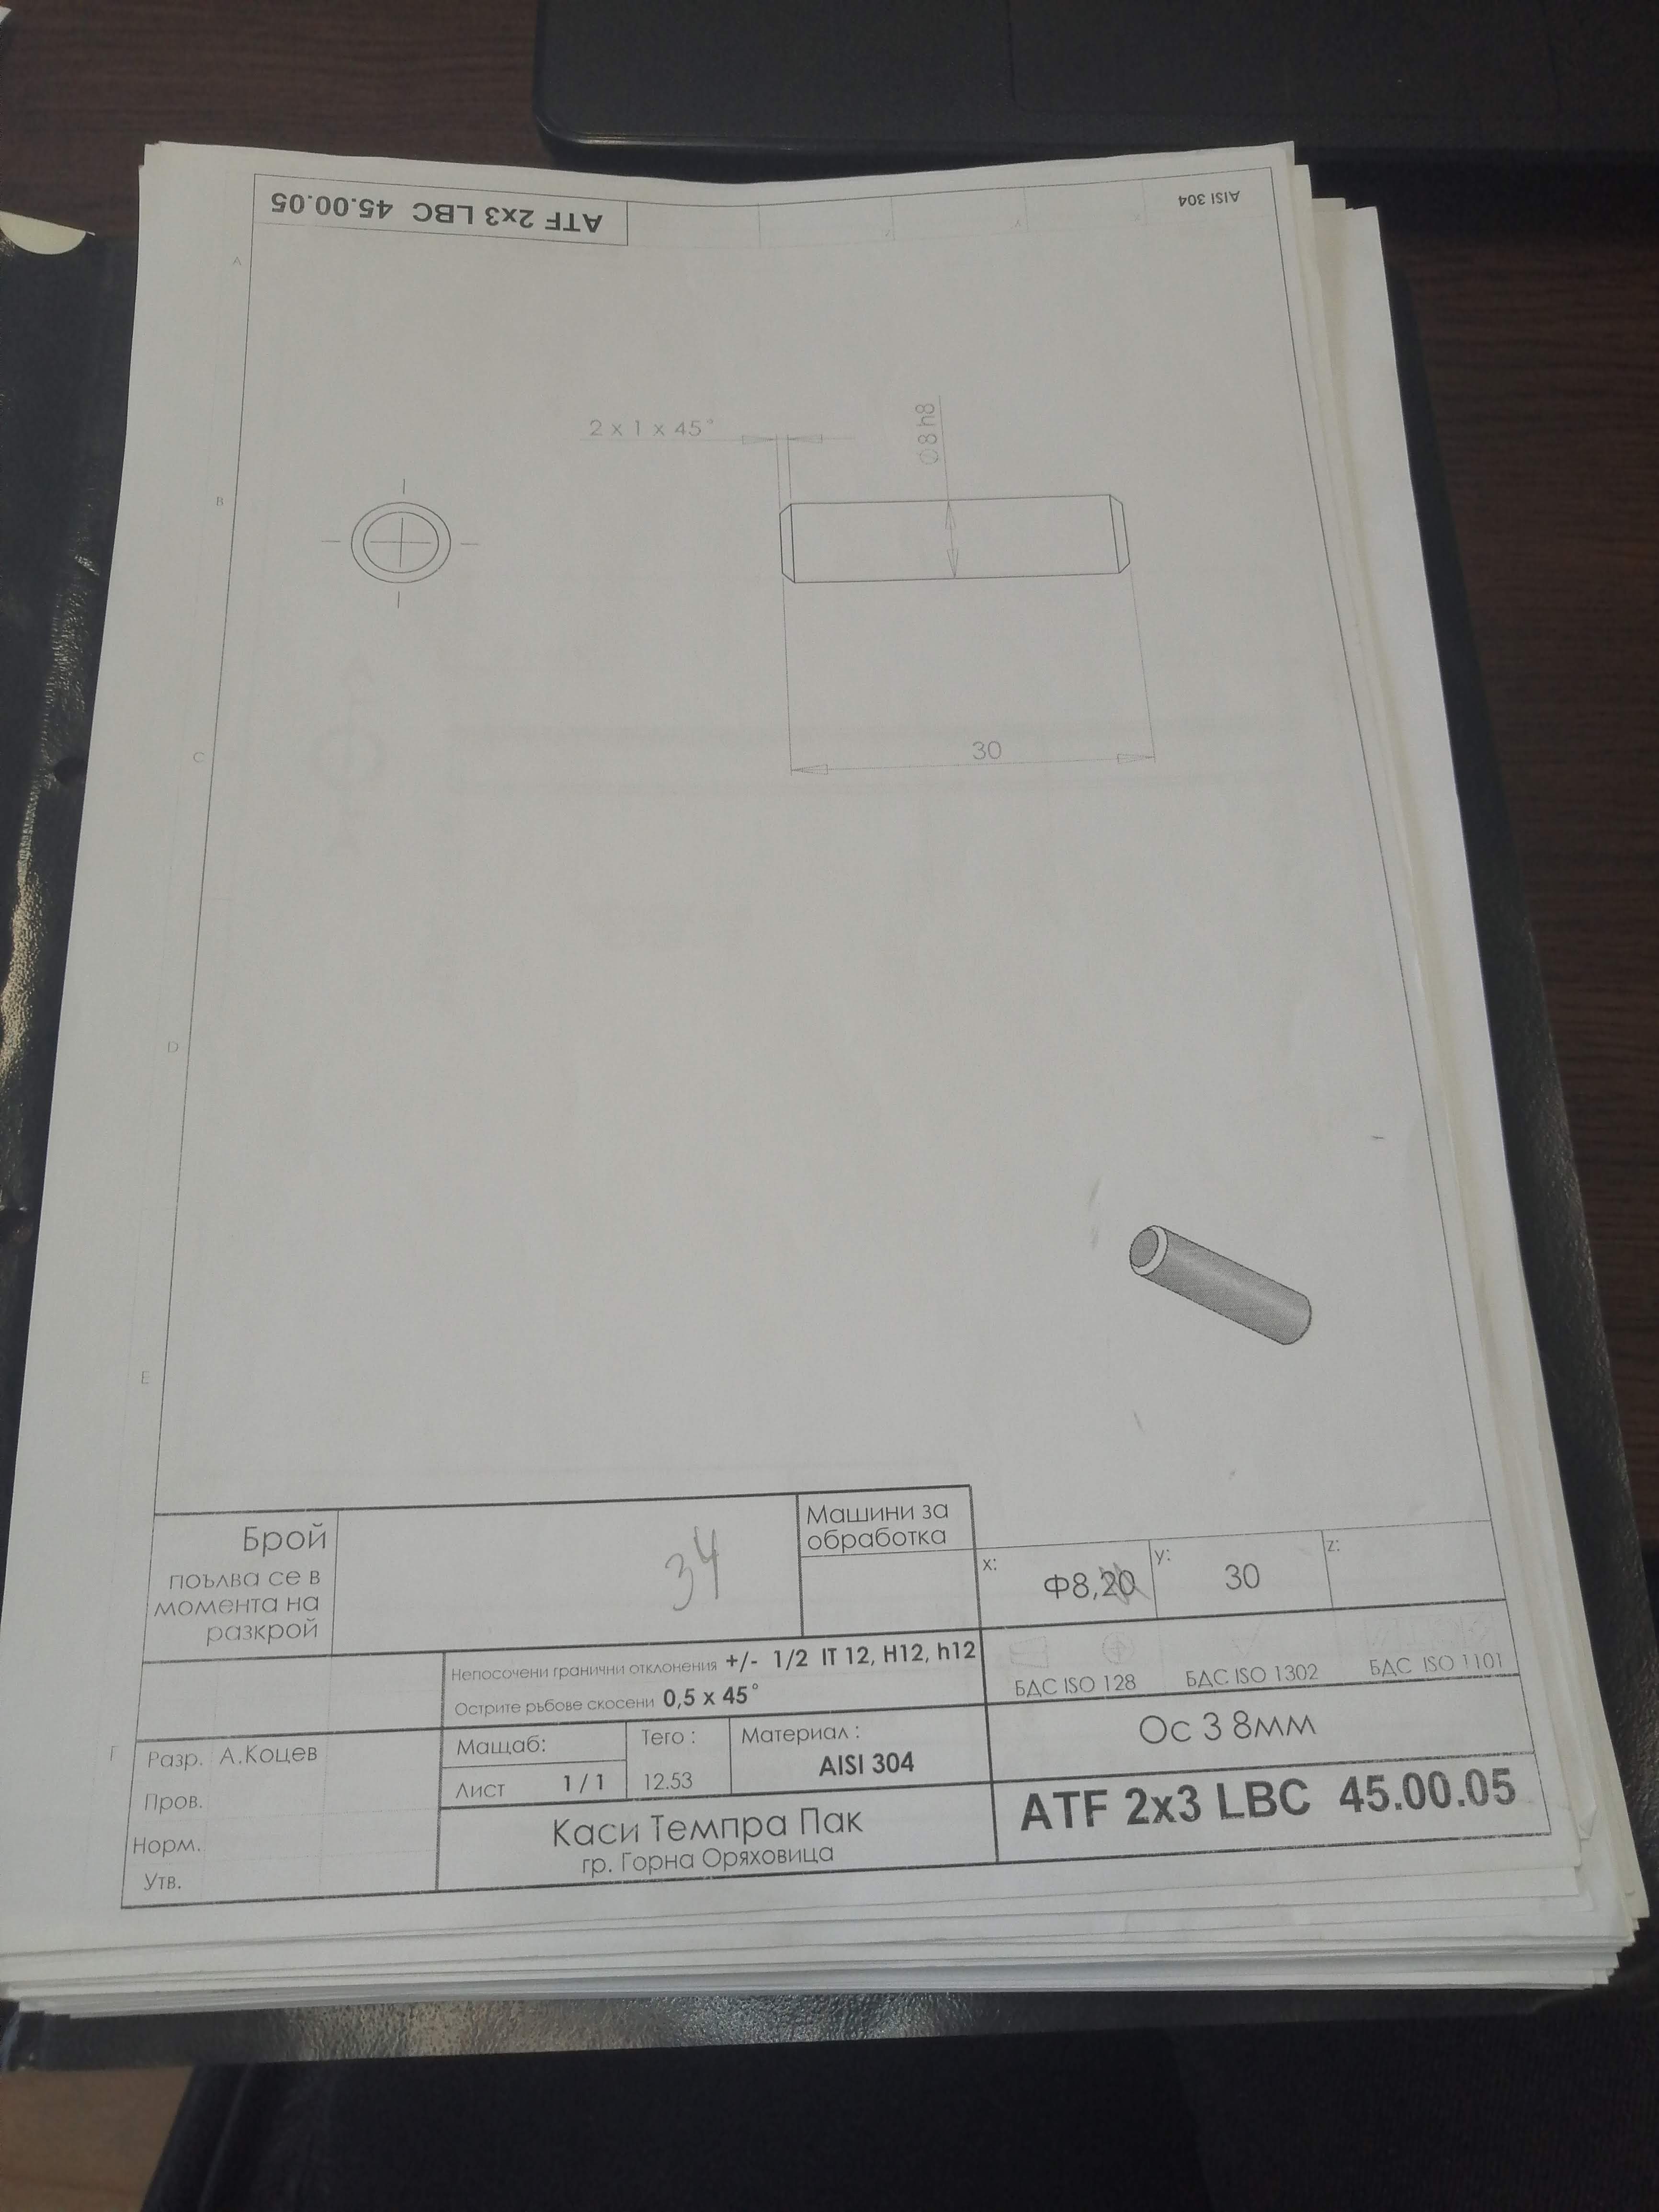 ATF 2x3 LBC 45.00.05
AISI 304
A
B
C
D
E
F
2 x 1 x 45°
∅8 h8
30
Брой
поълва се в
момента на
разкрой
34
Машини за
обработка
x:
Ф8,20
y:
30
z:
Непосочени гранични отклонения +/- 1/2 IT 12, H12, h12
Острите ръбове скосени 0,5 x 45°
БДС ISO 128
БДС ISO 1302
БДС ISO 1101
Разр. А.Коцев
Пров.
Норм.
Утв.
Мащаб:
Лист 1 / 1
Тего :
12.53
Материал :
AISI 304
Ос 3 8мм
Каси Темпра Пак
гр. Горна Оряховица
ATF 2x3 LBC 45.00.05